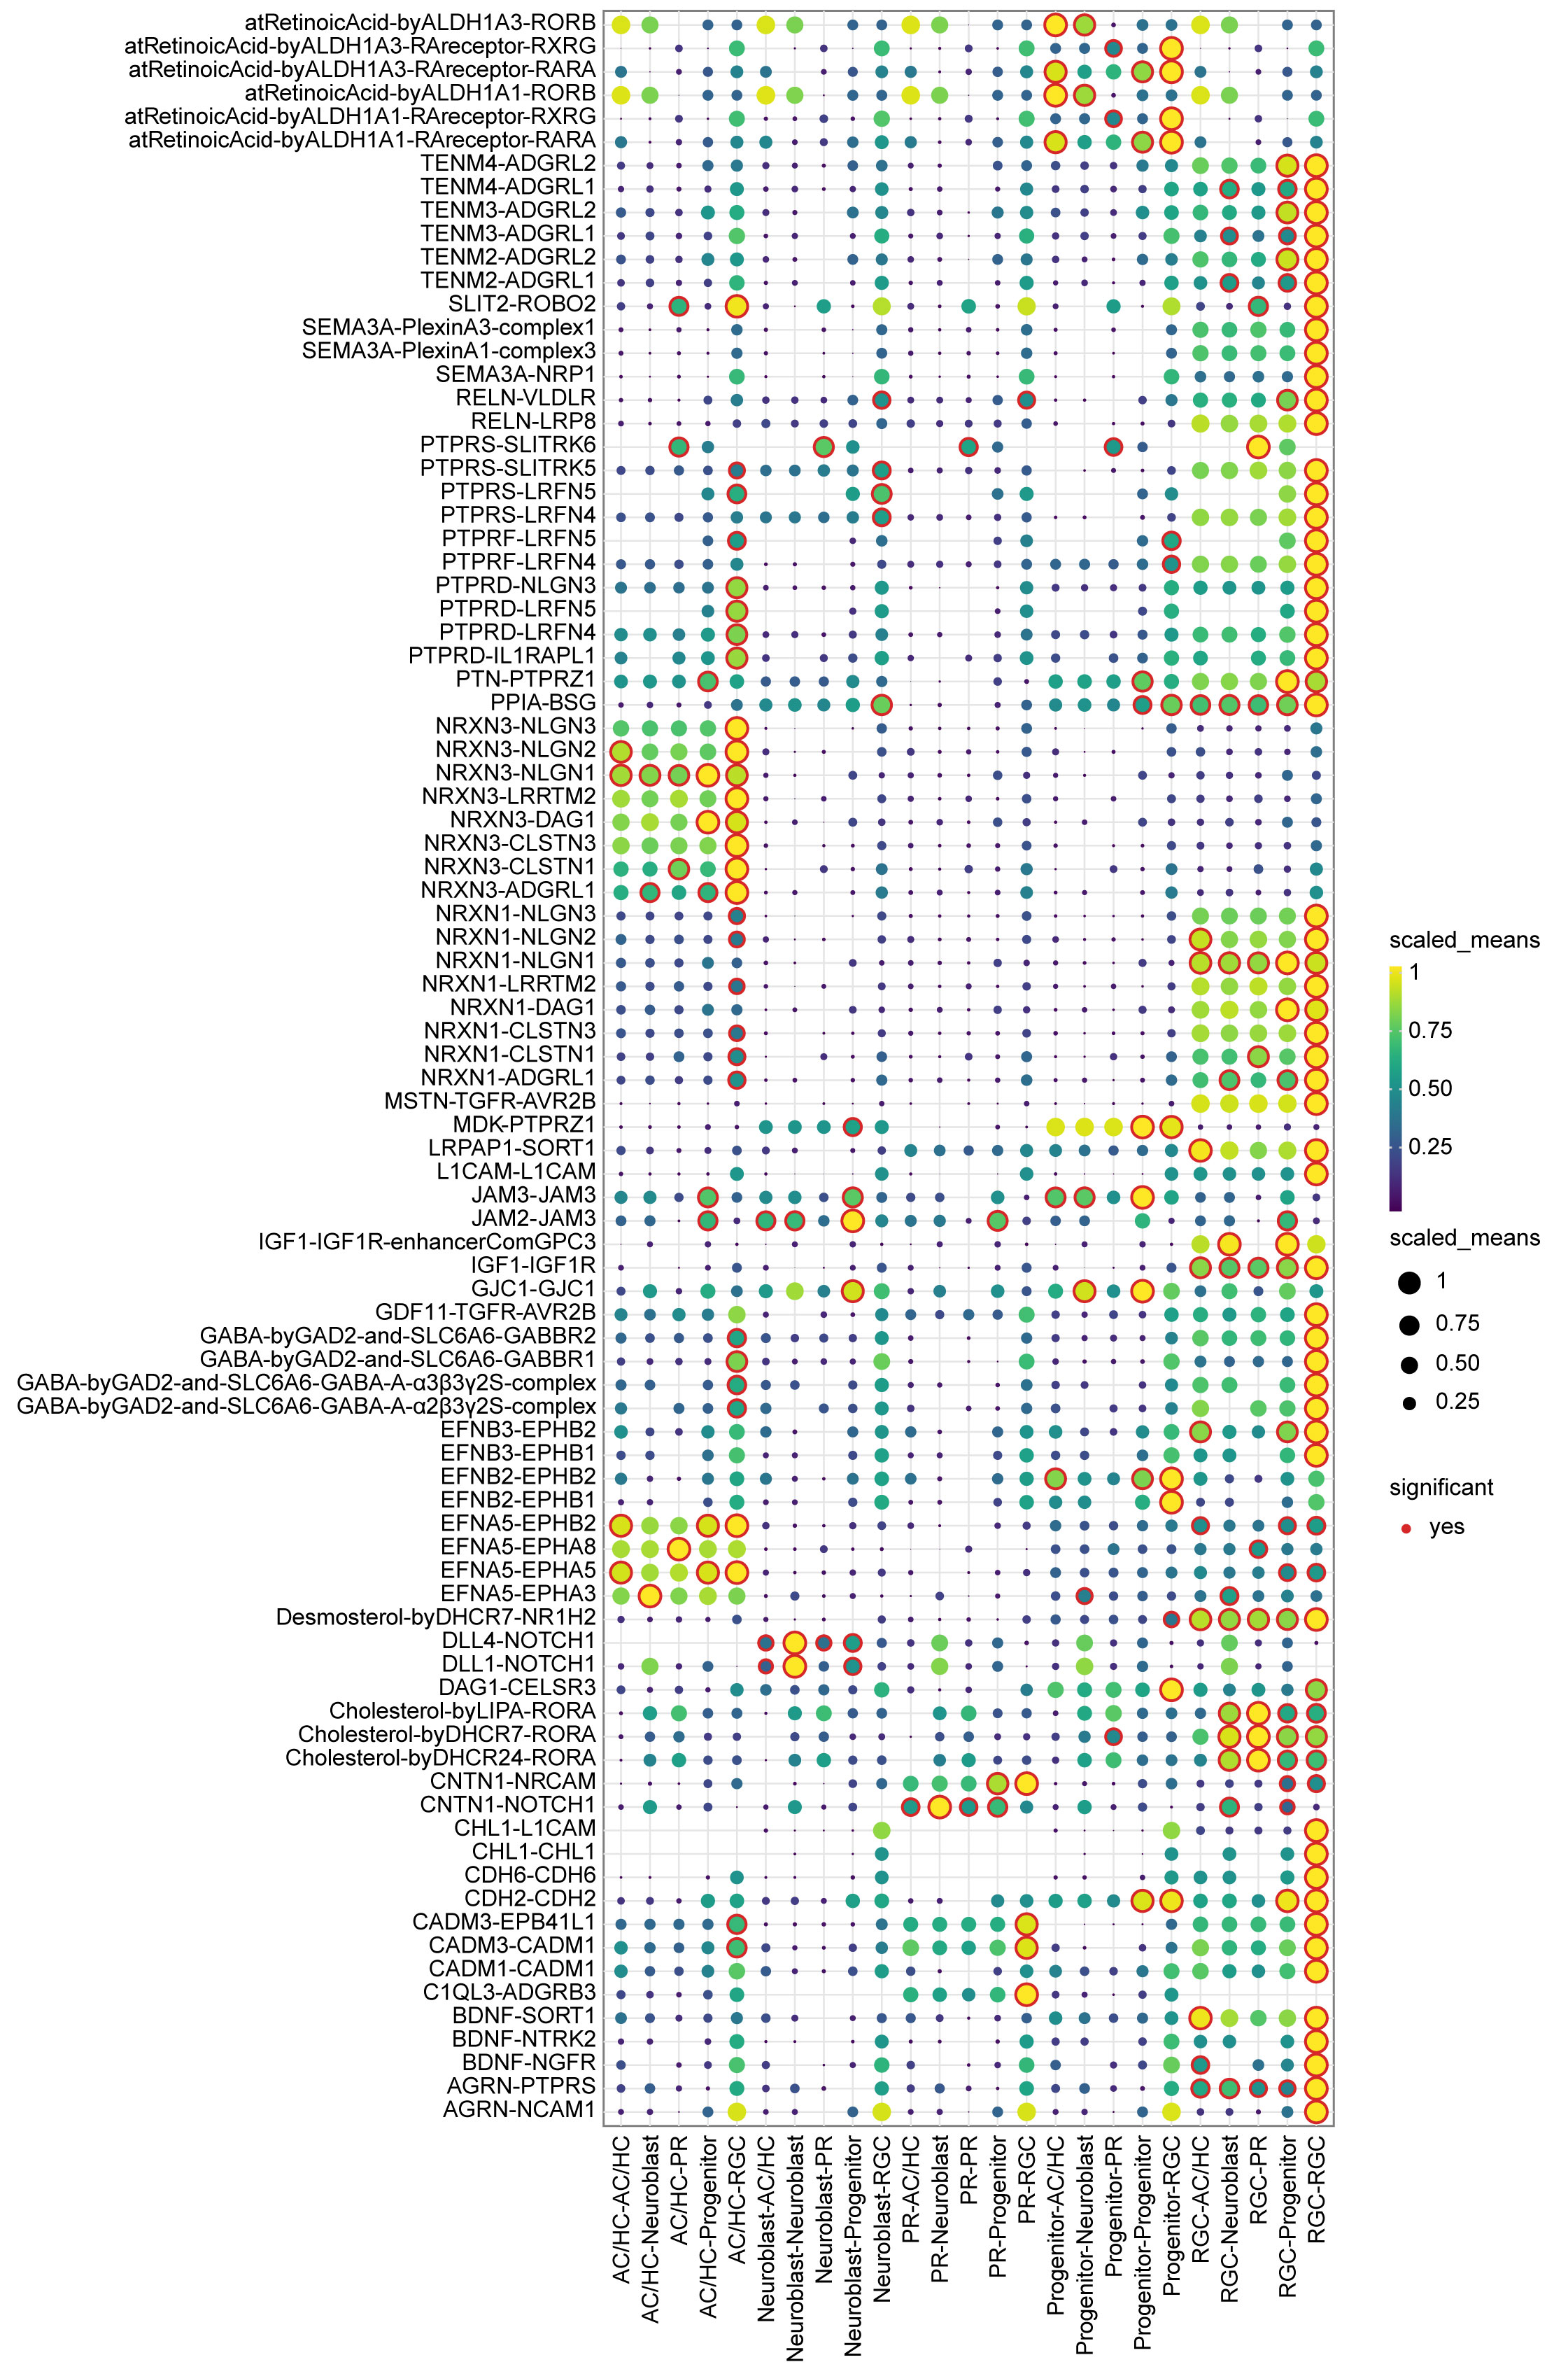 atRetinoicAcid-byALDH1A3-RORB
atRetinoicAcid-byALDH1A3-RAreceptor-RXRG
atRetinoicAcid-byALDH1A3-RAreceptor-RARA
atRetinoicAcid-byALDH1A1-RORB
atRetinoicAcid-byALDH1A1-RAreceptor-RXRG
atRetinoicAcid-byALDH1A1-RAreceptor-RARA
TENM4-ADGRL2
TENM4-ADGRL1
TENM3-ADGRL2
TENM3-ADGRL1
TENM2-ADGRL2
TENM2-ADGRL1
SLIT2-ROBO2
SEMA3A-PlexinA3-complex1
SEMA3A-PlexinA1-complex3
SEMA3A-NRP1
RELN-VLDLR
RELN-LRP8
PTPRS-SLITRK6
PTPRS-SLITRK5
PTPRS-LRFN5
PTPRS-LRFN4
PTPRF-LRFN5
PTPRF-LRFN4
PTPRD-NLGN3
PTPRD-LRFN5
PTPRD-LRFN4
PTPRD-IL1RAPL1
PTN-PTPRZ1
PPIA-BSG
NRXN3-NLGN3
NRXN3-NLGN2
NRXN3-NLGN1
NRXN3-LRRTM2
NRXN3-DAG1
NRXN3-CLSTN3
NRXN3-CLSTN1
NRXN3-ADGRL1
NRXN1-NLGN3
NRXN1-NLGN2
NRXN1-NLGN1
NRXN1-LRRTM2
NRXN1-DAG1
NRXN1-CLSTN3
NRXN1-CLSTN1
NRXN1-ADGRL1
MSTN-TGFR-AVR2B
MDK-PTPRZ1
LRPAP1-SORT1
L1CAM-L1CAM
JAM3-JAM3
JAM2-JAM3
IGF1-IGF1R-enhancerComGPC3
IGF1-IGF1R
GJC1-GJC1
GDF11-TGFR-AVR2B
GABA-byGAD2-and-SLC6A6-GABBR2
GABA-byGAD2-and-SLC6A6-GABBR1
GABA-byGAD2-and-SLC6A6-GABA-A-α3β3γ2S-complex
GABA-byGAD2-and-SLC6A6-GABA-A-α2β3γ2S-complex
EFNB3-EPHB2
EFNB3-EPHB1
EFNB2-EPHB2
EFNB2-EPHB1
EFNA5-EPHB2
EFNA5-EPHA8
EFNA5-EPHA5
EFNA5-EPHA3
Desmosterol-byDHCR7-NR1H2
DLL4-NOTCH1
DLL1-NOTCH1
DAG1-CELSR3
Cholesterol-byLIPA-RORA
Cholesterol-byDHCR7-RORA
Cholesterol-byDHCR24-RORA
CNTN1-NRCAM
CNTN1-NOTCH1
CHL1-L1CAM
CHL1-CHL1
CDH6-CDH6
CDH2-CDH2
CADM3-EPB41L1
CADM3-CADM1
CADM1-CADM1
C1QL3-ADGRB3
BDNF-SORT1
BDNF-NTRK2
BDNF-NGFR
AGRN-PTPRS
AGRN-NCAM1
AC/HC-AC/HC
AC/HC-Neuroblast
AC/HC-PR
AC/HC-Progenitor
AC/HC-RGC
Neuroblast-AC/HC
Neuroblast-Neuroblast
Neuroblast-PR
Neuroblast-Progenitor
Neuroblast-RGC
PR-AC/HC
PR-Neuroblast
PR-PR
PR-Progenitor
PR-RGC
Progenitor-AC/HC
Progenitor-Neuroblast
Progenitor-PR
Progenitor-Progenitor
Progenitor-RGC
RGC-AC/HC
RGC-Neuroblast
RGC-PR
RGC-Progenitor
RGC-RGC
scaled_means
1
0.75
0.50
0.25
scaled_means
1
0.75
0.50
0.25
significant
yes